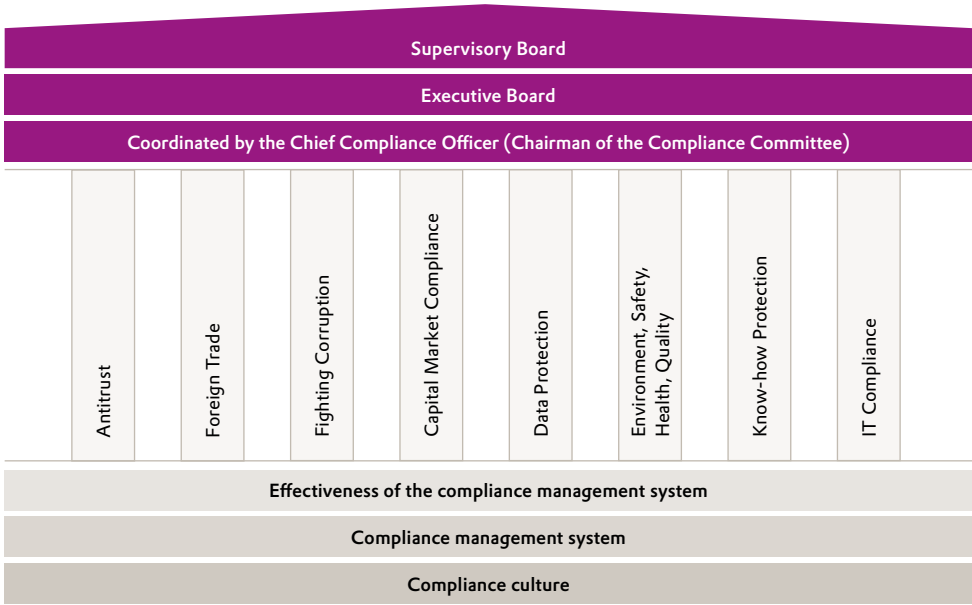 Supervisory Board
Executive Board
Coordinated by the Chief Compliance Officer (Chairman of the Compliance Committee)
Antitrust
Foreign Trade
Fighting Corruption
Capital Market Compliance
Data Protection
Environment, Safety,
Health, Quality
Know-how Protection
IT Compliance
Effectiveness of the compliance management system
Compliance management system
Compliance culture